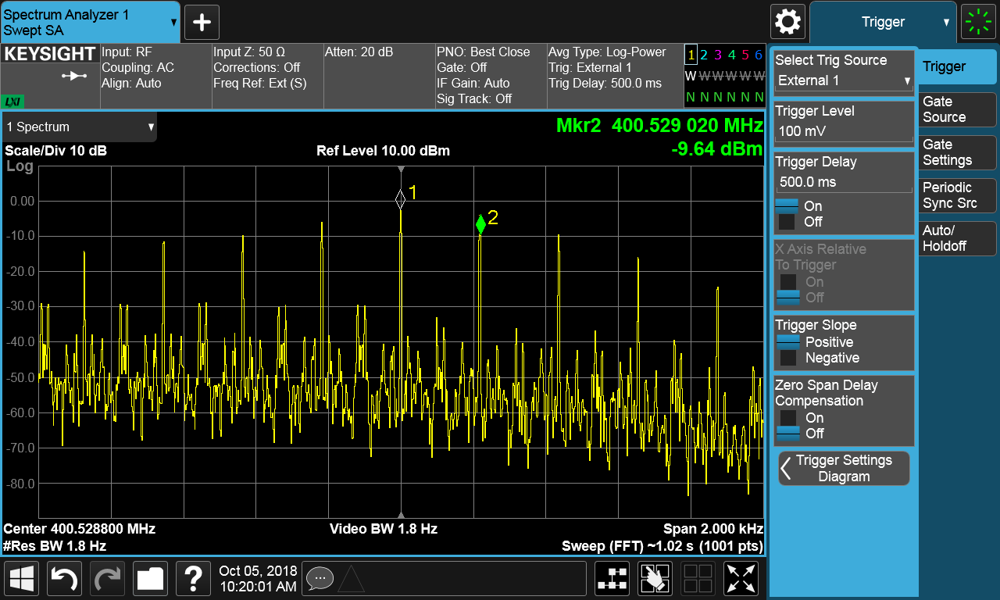 Spectrum Analyzer 1
Swept SA
Trigger
KEYSIGHT
LXI
Input: RF
Coupling: AC
Align: Auto
Input Z: 50 Ω
Corrections: Off
Freq Ref: Ext (S)
Atten: 20 dB
PNO: Best Close
Gate: Off
IF Gain: Auto
Sig Track: Off
Avg Type: Log-Power
Trig: External 1
Trig Delay: 500.0 ms
1 2 3 4 5 6
W W W W W W
N N N N N N
1 Spectrum
Mkr2 400.529 020 MHz
-9.64 dBm
Scale/Div 10 dB
Ref Level 10.00 dBm
Log
0.00
-10.0
-20.0
-30.0
-40.0
-50.0
-60.0
-70.0
-80.0
1
2
Center 400.528800 MHz
Video BW 1.8 Hz
Span 2.000 kHz
#Res BW 1.8 Hz
Sweep (FFT) ~1.02 s (1001 pts)
Oct 05, 2018
10:20:01 AM
Select Trig Source
External 1
Trigger Level
100 mV
Trigger Delay
500.0 ms
On
Off
X Axis Relative
To Trigger
On
Off
Trigger Slope
Positive
Negative
Zero Span Delay
Compensation
On
Off
Trigger Settings
Diagram
Trigger
Gate
Source
Gate
Settings
Periodic
Sync Src
Auto/
Holdoff